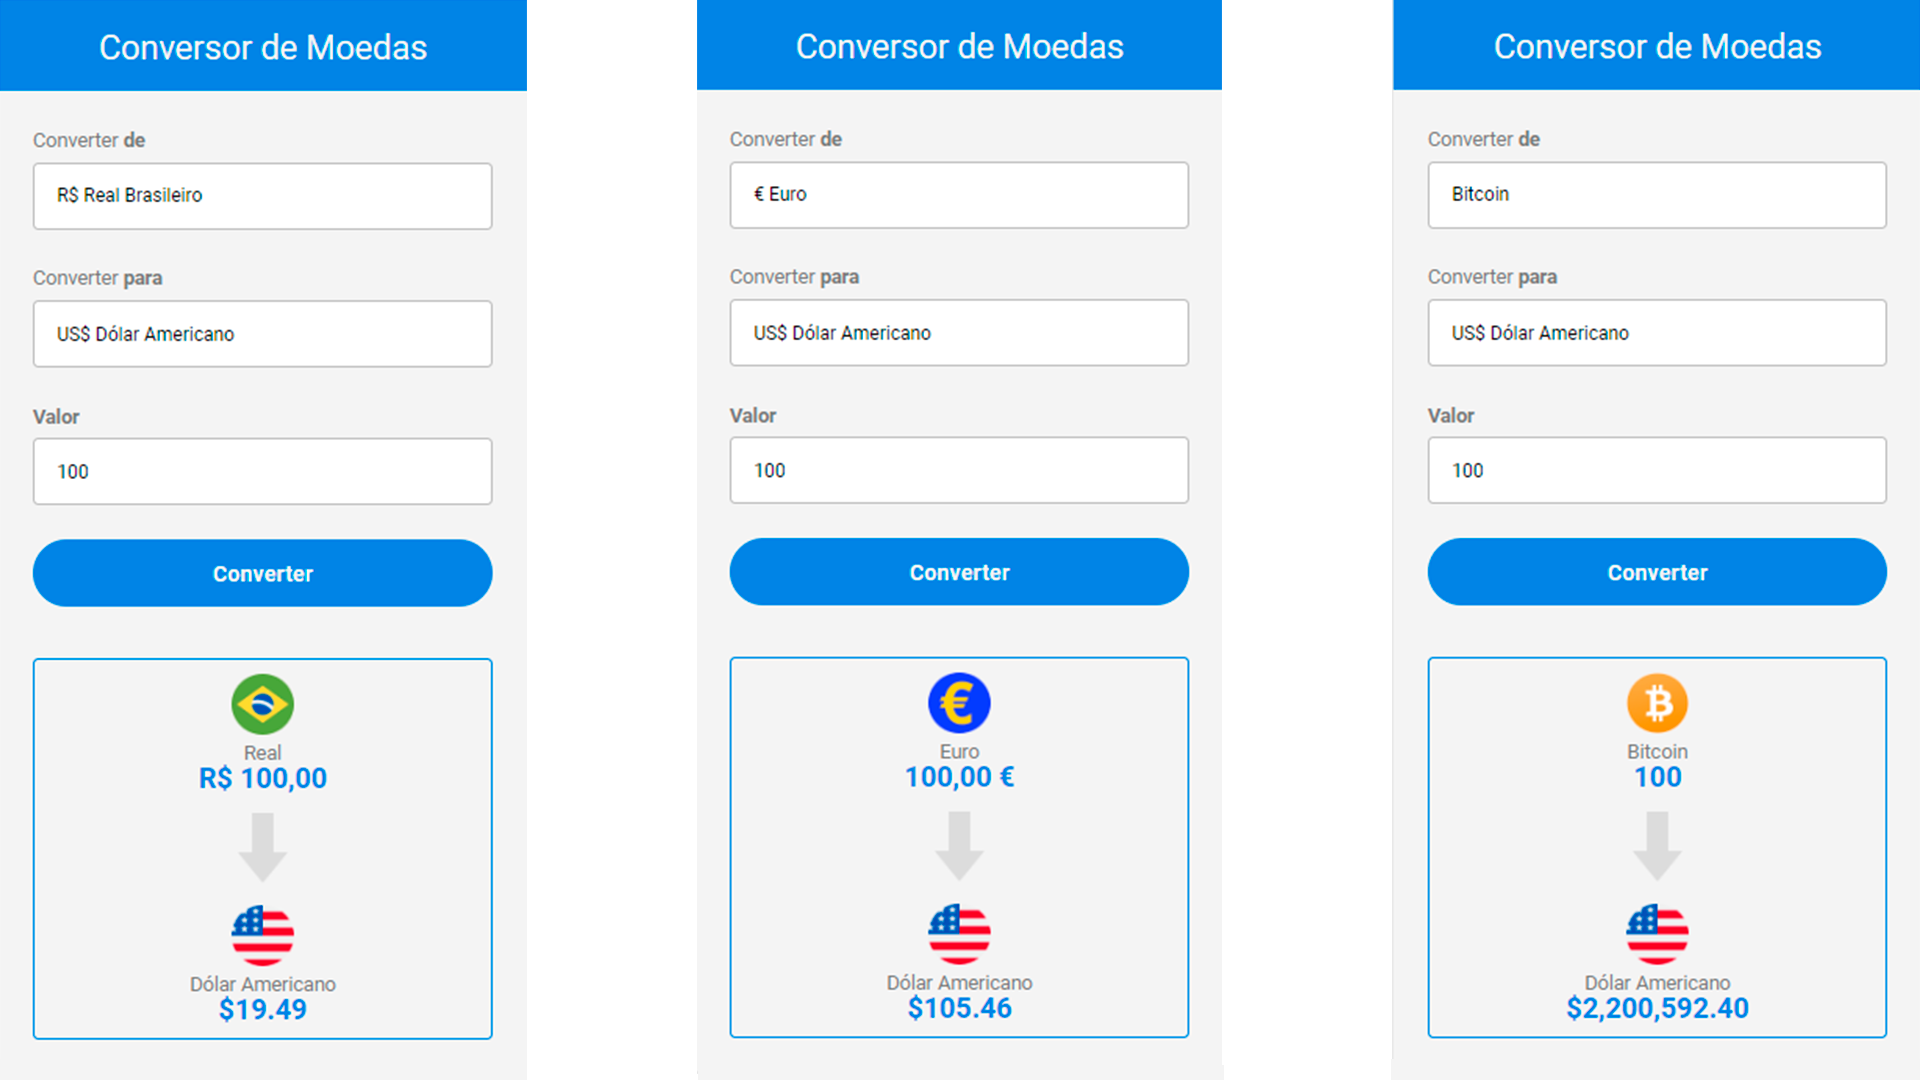 Conversor de Moedas
Converter de
R$ Real Brasileiro
Converter para
US$ Dólar Americano
Valor
100
Converter
Real
R$ 100,00
Dólar Americano
$19.49
Conversor de Moedas
Converter de
€ Euro
Converter para
US$ Dólar Americano
Valor
100
Converter
€
Euro
100,00 €
Dólar Americano
$105.46
Conversor de Moedas
Converter de
Bitcoin
Converter para
US$ Dólar Americano
Valor
100
Converter
₿
Bitcoin
100
Dólar Americano
$2,200,592.40